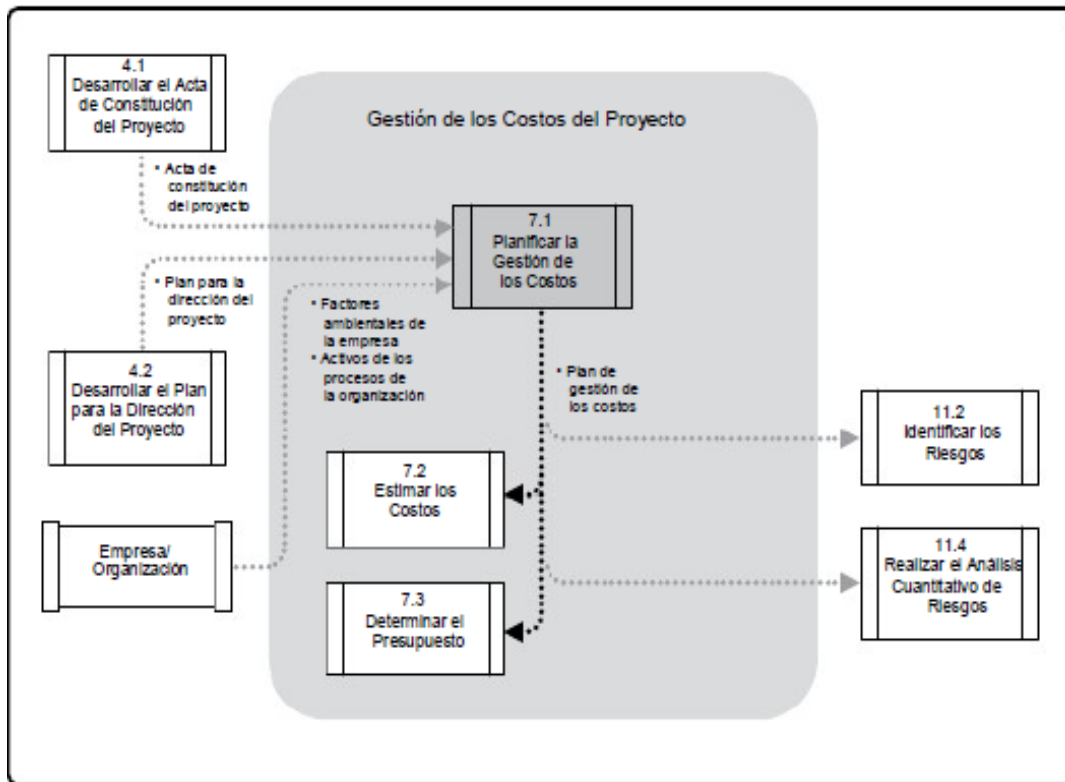 4.1
Desarrollar el Acta
de Constitución
del Proyecto
Gestión de los Costos del Proyecto
• Acta de
constitución
del proyecto
7.1
Planificar la
Gestión de
los Costos
• Plan para la
dirección del
proyecto
• Factores
ambientales de
la empresa
• Activos de los
procesos de
la organización
4.2
Desarrollar el Plan
para la Dirección
del Proyecto
• Plan de
gestión de
los costos
11.2
Identificar los
Riesgos
7.2
Estimar los
Costos
Empresa/
Organización
11.4
Realizar el Análisis
Cuantitativo de
Riesgos
7.3
Determinar el
Presupuesto